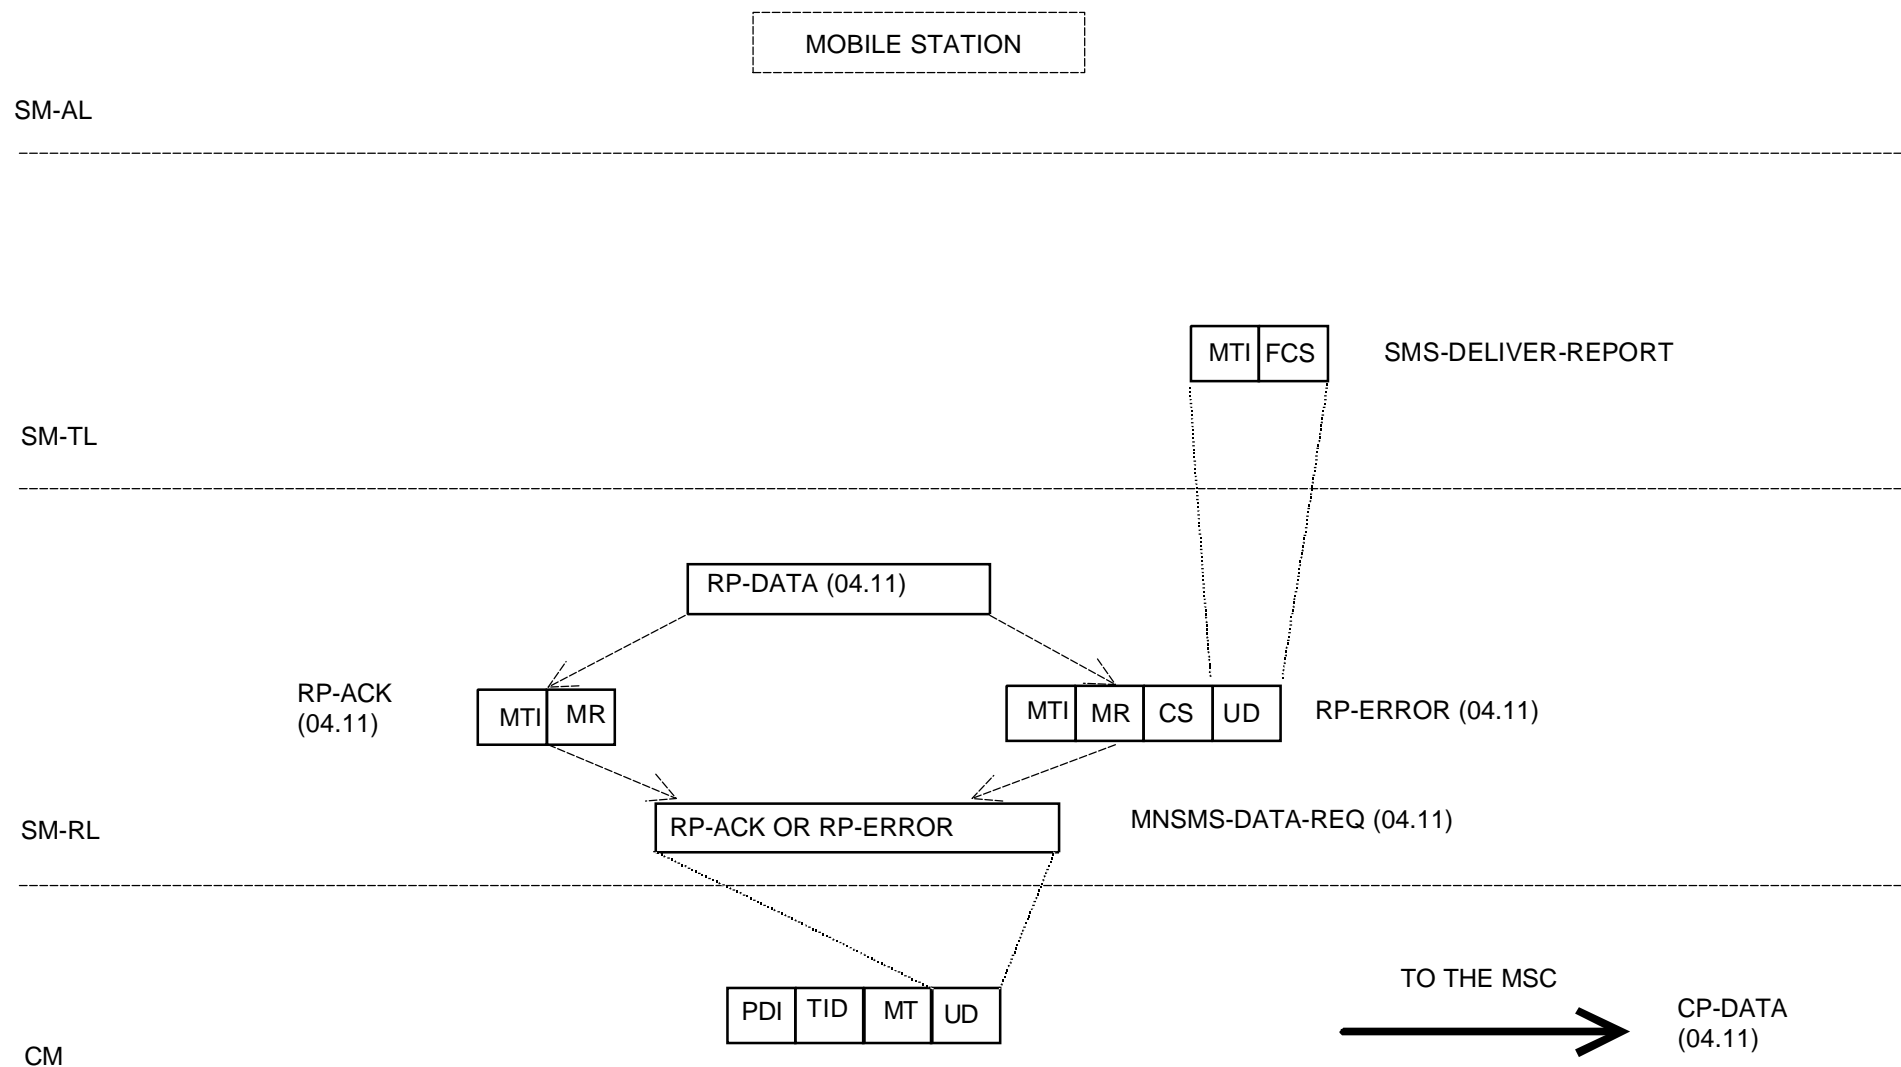 MOBILE STATION
SM-AL
MTI FCS SMS-DELIVER-REPORT
SM-TL
RP-DATA (04.11)
RP-ACK
(04.11)
MTI MR
MTI MR CS UD
RP-ERROR (04.11)
SM-RL
RP-ACK OR RP-ERROR
MNSMS-DATA-REQ (04.11)
PDI TID MT UD
TO THE MSC
CP-DATA
(04.11)
CM